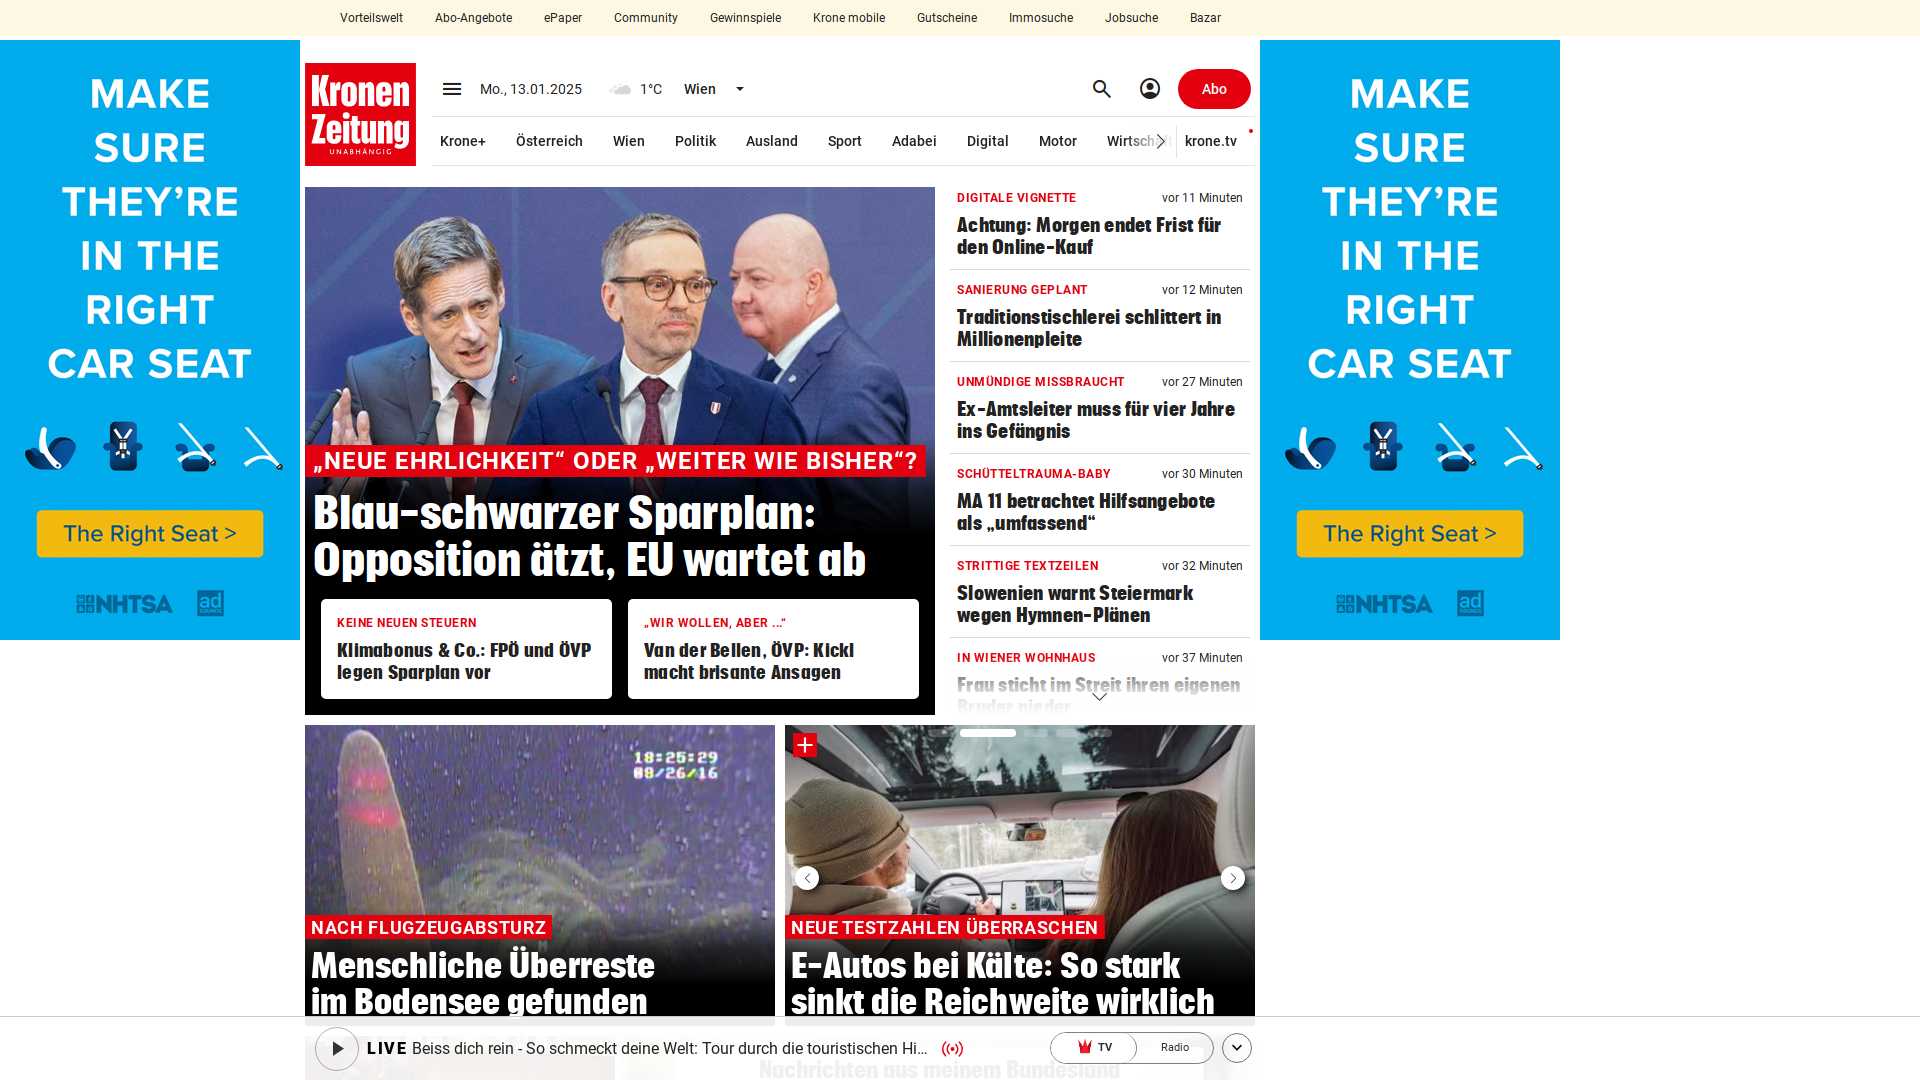 Vorteilswelt Abo-Angebote ePaper Community Gewinnspiele Krone mobile Gutscheine Immosuche Jobsuche Bazar
MAKE
SURE
THEY'RE
IN THE
RIGHT
CAR SEAT
The Right Seat >
NHTSA ad
Kronen
Zeitung
UNABHÄNGIG
Mo., 13.01.2025 1°C Wien
Abo
Krone+ Österreich Wien Politik Ausland Sport Adabei Digital Motor Wirtschaft krone.tv
„NEUE EHRLICHKEIT“ ODER „WEITER WIE BISHER“?
Blau-schwarzer Sparplan:
Opposition ätzt, EU wartet ab
KEINE NEUEN STEUERN
Klimabonus & Co.: FPÖ und ÖVP
legen Sparplan vor
„WIR WOLLEN, ABER ...“
Van der Bellen, ÖVP: Kickl
macht brisante Ansagen
DIGITALE VIGNETTE vor 11 Minuten
Achtung: Morgen endet Frist für
den Online-Kauf
SANIERUNG GEPLANT vor 12 Minuten
Traditionstischlerei schlittert in
Millionenpleite
UNMÜNDIGE MISSBRAUCHT vor 27 Minuten
Ex-Amtsleiter muss für vier Jahre
ins Gefängnis
SCHÜTTELTRAUMA-BABY vor 30 Minuten
MA 11 betrachtet Hilfsangebote
als „umfassend“
STRITTIGE TEXTZEILEN vor 32 Minuten
Slowenien warnt Steiermark
wegen Hymnen-Plänen
IN WIENER WOHNHAUS vor 37 Minuten
Frau sticht im Streit ihren eigenen
Bruder nieder
MAKE
SURE
THEY'RE
IN THE
RIGHT
CAR SEAT
The Right Seat >
NHTSA ad
18:25:29
08/26/16
NACH FLUGZEUGABSTURZ
Menschliche Überreste
im Bodensee gefunden
NEUE TESTZAHLEN ÜBERRASCHEN
E-Autos bei Kälte: So stark
sinkt die Reichweite wirklich
LIVE Beiss dich rein - So schmeckt deine Welt: Tour durch die touristischen Hi...
TV Radio
Nachrichten aus meinem Bundesland